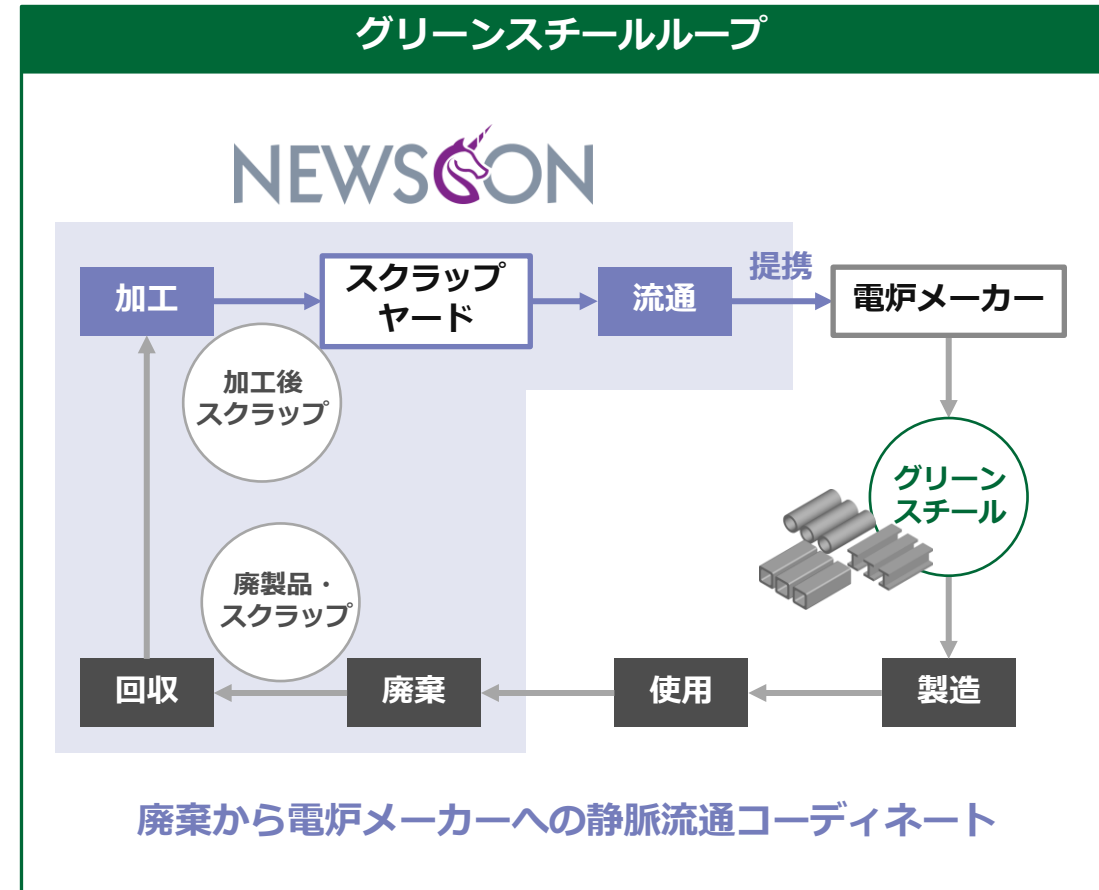 グリーンスチールループ
NEWSCON
提携
加工
スクラップ
ヤード
流通
電炉メーカー
加工後
スクラップ
グリーン
スチール
廃製品・
スクラップ
回収
廃棄
使用
製造
廃棄から電炉メーカーへの静脈流通コーディネート